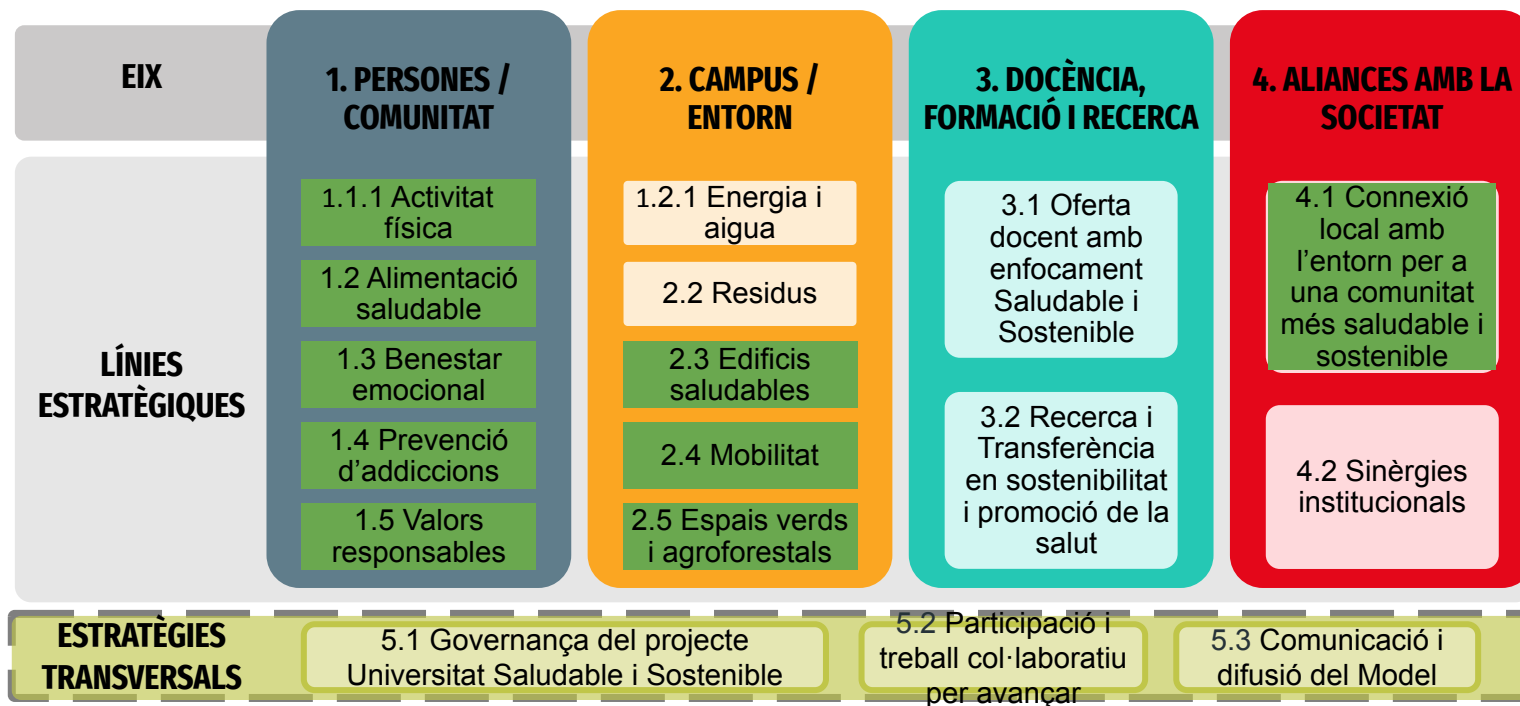 EIX
1. PERSONES /
COMUNITAT
2. CAMPUS /
ENTORN
3. DOCÈNCIA,
FORMACIÓ I RECERCA
4. ALIANCES AMB LA
SOCIETAT
LÍNIES
ESTRATÈGIQUES
1.1.1 Activitat
física
1.2 Alimentació
saludable
1.3 Benestar
emocional
1.4 Prevenció
d’addiccions
1.5 Valors
responsables
1.2.1 Energia i
aigua
2.2 Residus
2.3 Edificis
saludables
2.4 Mobilitat
2.5 Espais verds
i agroforestals
3.1 Oferta
docent amb
enfocament
Saludable i
Sostenible
3.2 Recerca i
Transferència
en sostenibilitat
i promoció de la
salut
4.1 Connexió
local amb
l’entorn per a
una comunitat
més saludable i
sostenible
4.2 Sinèrgies
institucionals
ESTRATÈGIES
TRANSVERSALS
5.1 Governança del projecte
Universitat Saludable i Sostenible
5.2 Participació i
treball col·laboratiu
per avançar
5.3 Comunicació i
difusió del Model